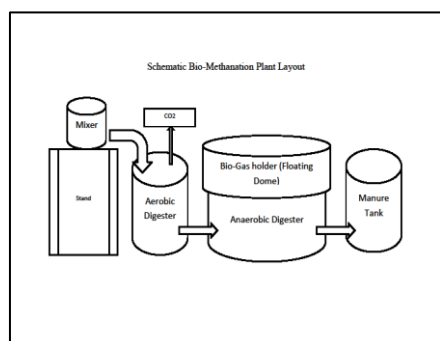 Schematic Bio-Methanation Plant Layout
Mixer
CO2
Stand
Aerobic
Digester
Bio-Gas holder (Floating
Dome)
Anaerobic Digester
Manure
Tank